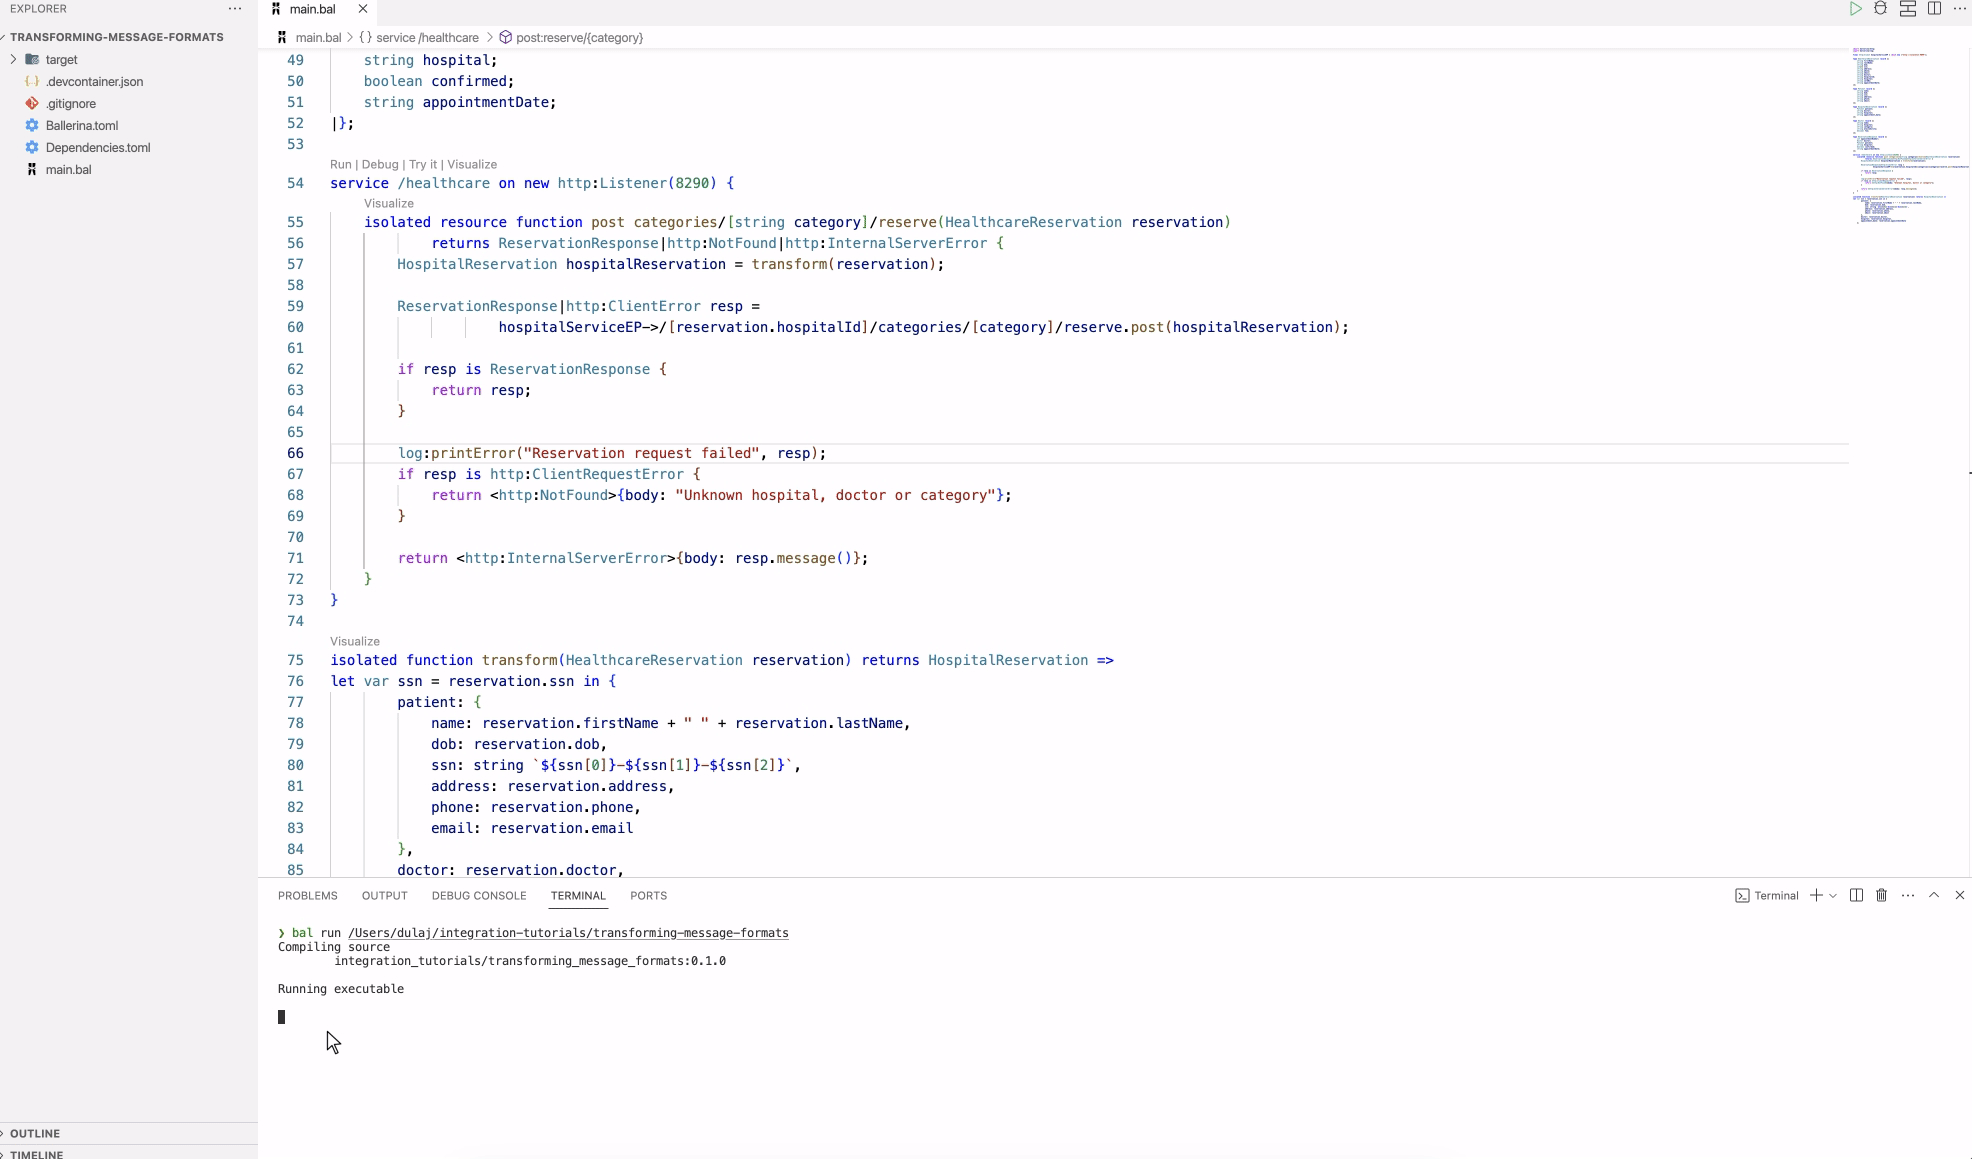 EXPLORER
TRANSFORMING-MESSAGE-FORMATS
target
.devcontainer.json
.gitignore
Ballerina.toml
Dependencies.toml
main.bal
OUTLINE
TIMELINE
main.bal
main.bal > {} service /healthcare > post:reserve/{category}
49 string hospital;
50 boolean confirmed;
51 string appointmentDate;
52 |};
53
Run | Debug | Try it | Visualize
54 service /healthcare on new http:Listener(8290) {
Visualize
55 isolated resource function post categories/[string category]/reserve(HealthcareReservation reservation)
56 returns ReservationResponse|http:NotFound|http:InternalServerError {
57 HospitalReservation hospitalReservation = transform(reservation);
58
59 ReservationResponse|http:ClientError resp =
60 hospitalServiceEP->/[reservation.hospitalId]/categories/[category]/reserve.post(hospitalReservation);
61
62 if resp is ReservationResponse {
63 return resp;
64 }
65
66 log:printError("Reservation request failed", resp);
67 if resp is http:ClientRequestError {
68 return <http:NotFound>{body: "Unknown hospital, doctor or category"};
69 }
70
71 return <http:InternalServerError>{body: resp.message()};
72 }
73 }
74
Visualize
75 isolated function transform(HealthcareReservation reservation) returns HospitalReservation =>
76 let var ssn = reservation.ssn in {
77 patient: {
78 name: reservation.firstName + " " + reservation.lastName,
79 dob: reservation.dob,
80 ssn: string `${ssn[0]}-${ssn[1]}-${ssn[2]}`,
81 address: reservation.address,
82 phone: reservation.phone,
83 email: reservation.email
84 },
85 doctor: reservation.doctor,
PROBLEMS OUTPUT DEBUG CONSOLE TERMINAL PORTS
Terminal
❯ bal run /Users/dulaj/integration-tutorials/transforming-message-formats
Compiling source
integration_tutorials/transforming_message_formats:0.1.0
Running executable